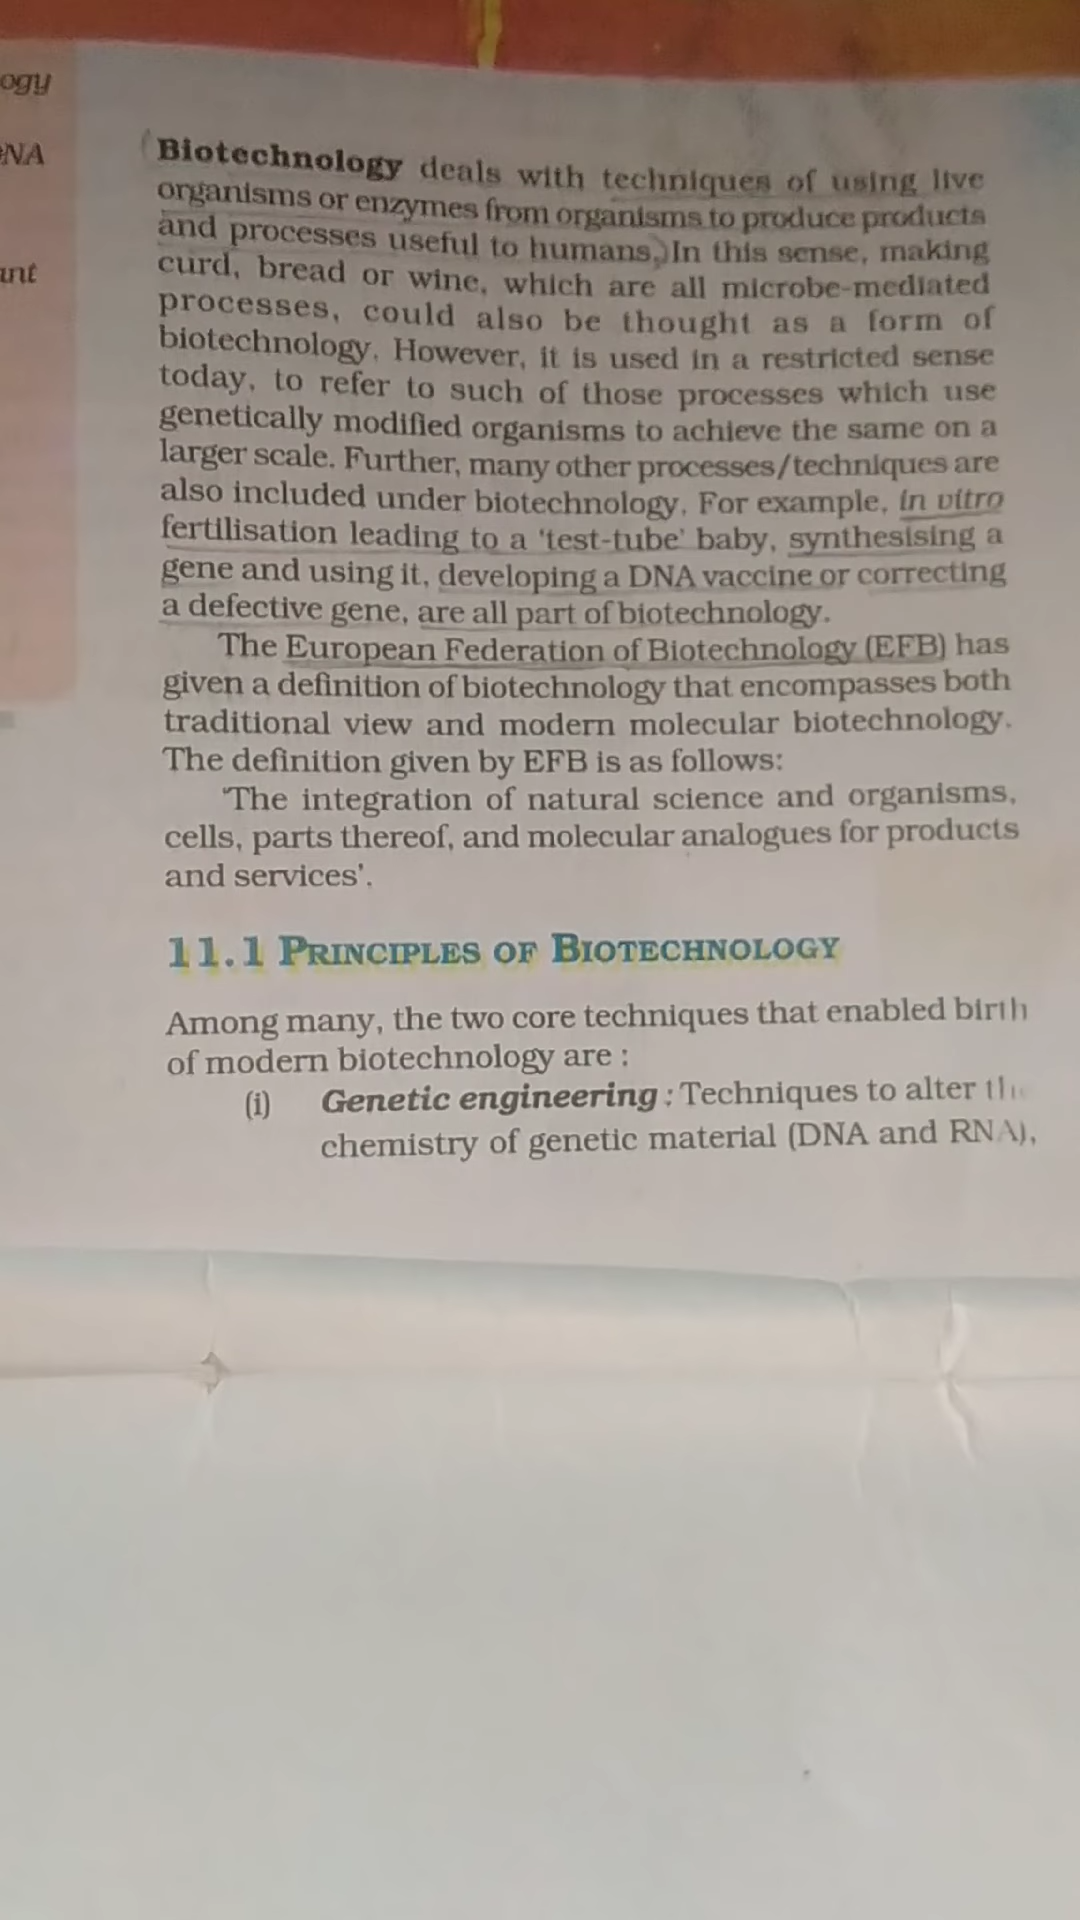 ogy
NA
ant
Biotechnology deals with techniques of using live
organisms or enzymes from organisms to produce products
and processes useful to humans. In this sense, making
curd, bread or wine, which are all microbe-mediated
processes, could also be thought as a form of
biotechnology. However, it is used in a restricted sense
today, to refer to such of those processes which use
genetically modified organisms to achieve the same on a
larger scale. Further, many other processes/techniques are
also included under biotechnology. For example, in vitro
fertilisation leading to a 'test-tube' baby, synthesising a
gene and using it, developing a DNA vaccine or correcting
a defective gene, are all part of biotechnology.
The European Federation of Biotechnology (EFB) has
given a definition of biotechnology that encompasses both
traditional view and modern molecular biotechnology.
The definition given by EFB is as follows:
'The integration of natural science and organisms,
cells, parts thereof, and molecular analogues for products
and services'.
11.1 PRINCIPLES OF BIOTECHNOLOGY
Among many, the two core techniques that enabled birth
of modern biotechnology are :
(i) Genetic engineering : Techniques to alter the
chemistry of genetic material (DNA and RNA),